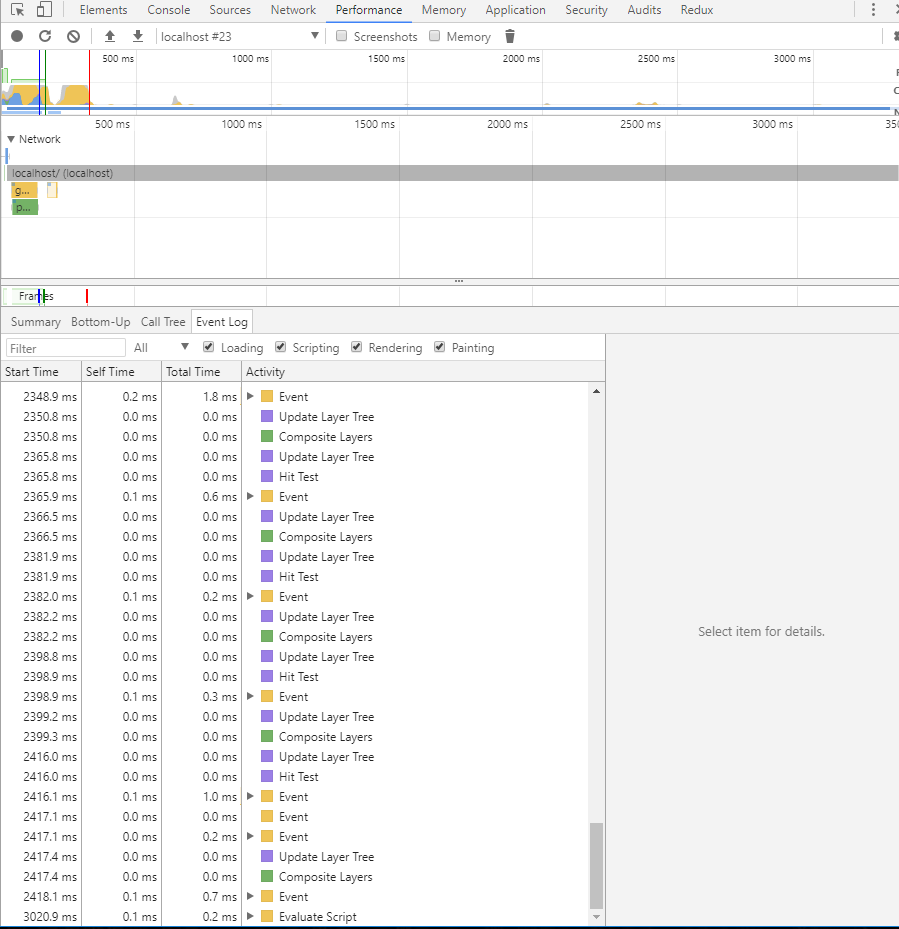 Elements Console Sources Network Performance Memory Application Security Audits Redux
localhost #23 Screenshots Memory
500 ms 1000 ms 1500 ms 2000 ms 2500 ms 3000 ms
500 ms 1000 ms 1500 ms 2000 ms 2500 ms 3000 ms
Network
localhost/ (localhost)
g...
p...
Frames
Summary Bottom-Up Call Tree Event Log
Filter All Loading Scripting Rendering Painting
Start Time Self Time Total Time Activity
2348.9 ms 0.2 ms 1.8 ms Event
2350.8 ms 0.0 ms 0.0 ms Update Layer Tree
2350.8 ms 0.0 ms 0.0 ms Composite Layers
2365.8 ms 0.0 ms 0.0 ms Update Layer Tree
2365.8 ms 0.0 ms 0.0 ms Hit Test
2365.9 ms 0.1 ms 0.6 ms Event
2366.5 ms 0.0 ms 0.0 ms Update Layer Tree
2366.5 ms 0.0 ms 0.0 ms Composite Layers
2381.9 ms 0.0 ms 0.0 ms Update Layer Tree
2381.9 ms 0.0 ms 0.0 ms Hit Test
2382.0 ms 0.1 ms 0.2 ms Event
2382.2 ms 0.0 ms 0.0 ms Update Layer Tree
2382.2 ms 0.0 ms 0.0 ms Composite Layers
2398.8 ms 0.0 ms 0.0 ms Update Layer Tree
2398.9 ms 0.0 ms 0.0 ms Hit Test
2398.9 ms 0.1 ms 0.3 ms Event
2399.2 ms 0.0 ms 0.0 ms Update Layer Tree
2399.3 ms 0.0 ms 0.0 ms Composite Layers
2416.0 ms 0.0 ms 0.0 ms Update Layer Tree
2416.0 ms 0.0 ms 0.0 ms Hit Test
2416.1 ms 0.1 ms 1.0 ms Event
2417.1 ms 0.0 ms 0.0 ms Event
2417.1 ms 0.0 ms 0.2 ms Event
2417.4 ms 0.0 ms 0.0 ms Update Layer Tree
2417.4 ms 0.0 ms 0.0 ms Composite Layers
2418.1 ms 0.1 ms 0.7 ms Event
3020.9 ms 0.1 ms 0.2 ms Evaluate Script
Select item for details.